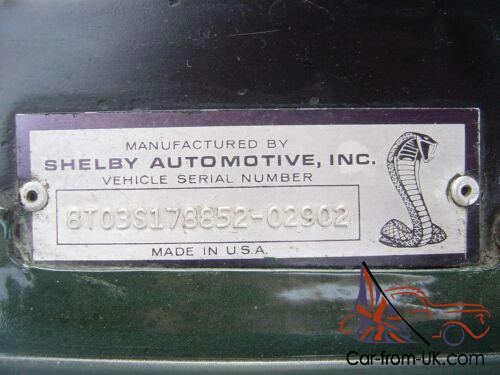 MANUFACTURED BY
SHELBY AUTOMOTIVE, INC.
VEHICLE SERIAL NUMBER
8T03S178852-02902
MADE IN U.S.A.
Car-from-UK.com